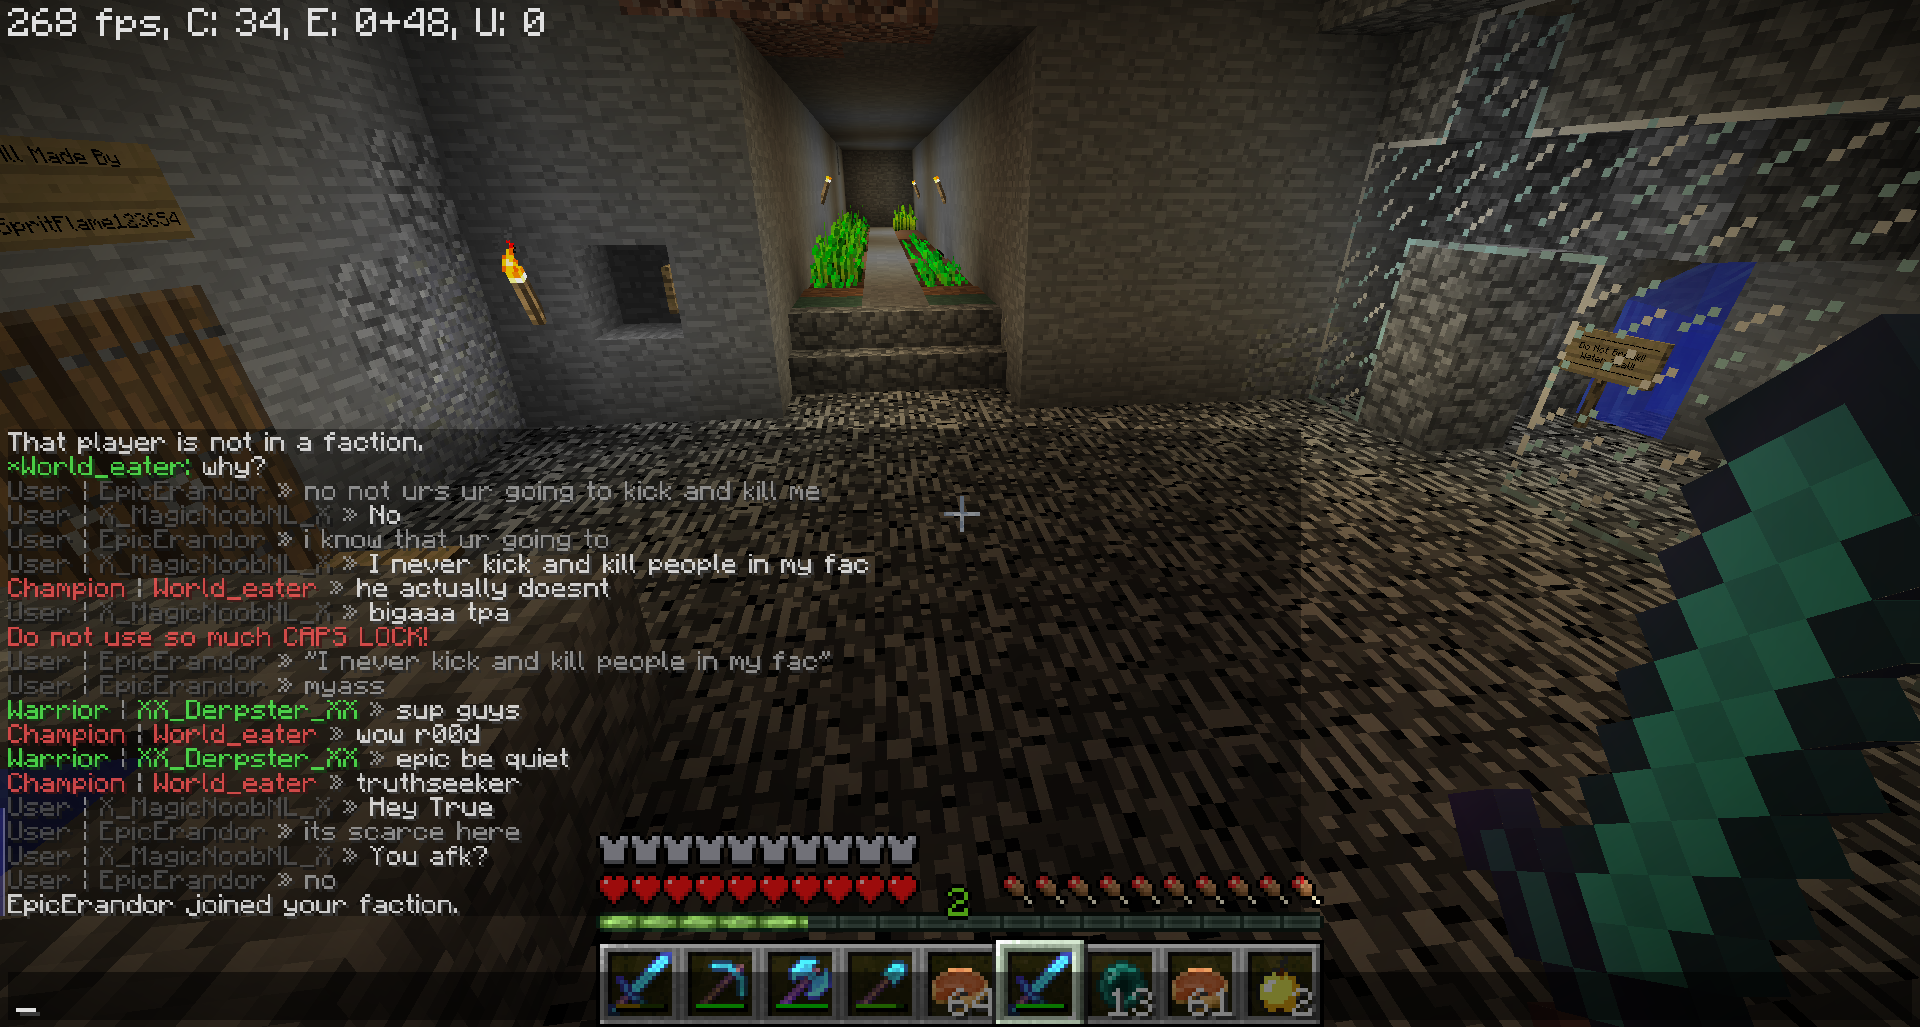 268 fps, C: 34, E: 0+48, U: 0
All Made By
SpritFlame123654
Do Not Break!!
Water
That player is not in a faction.
*World_eater: why?
User | EpicErandor » no not urs ur going to kick and kill me
User | X_MagicNoobNL_X » No
User | EpicErandor » i know that ur going to
User | X_MagicNoobNL_X » I never kick and kill people in my fac
Champion | World_eater » he actually doesnt
User | X_MagicNoobNL_X » bigaaa tpa
Do not use so much CAPS LOCK!
User | EpicErandor » "I never kick and kill people in my fac"
User | EpicErandor » myass
Warrior | XX_Derpster_XX » sup guys
Champion | World_eater » wow r00d
Warrior | XX_Derpster_XX » epic be quiet
Champion | World_eater » truthseeker
User | X_MagicNoobNL_X » Hey True
User | EpicErandor » its scarce here
User | X_MagicNoobNL_X » You afk?
User | EpicErandor » no
EpicErandor joined your faction.
2
64 13 61 2
_